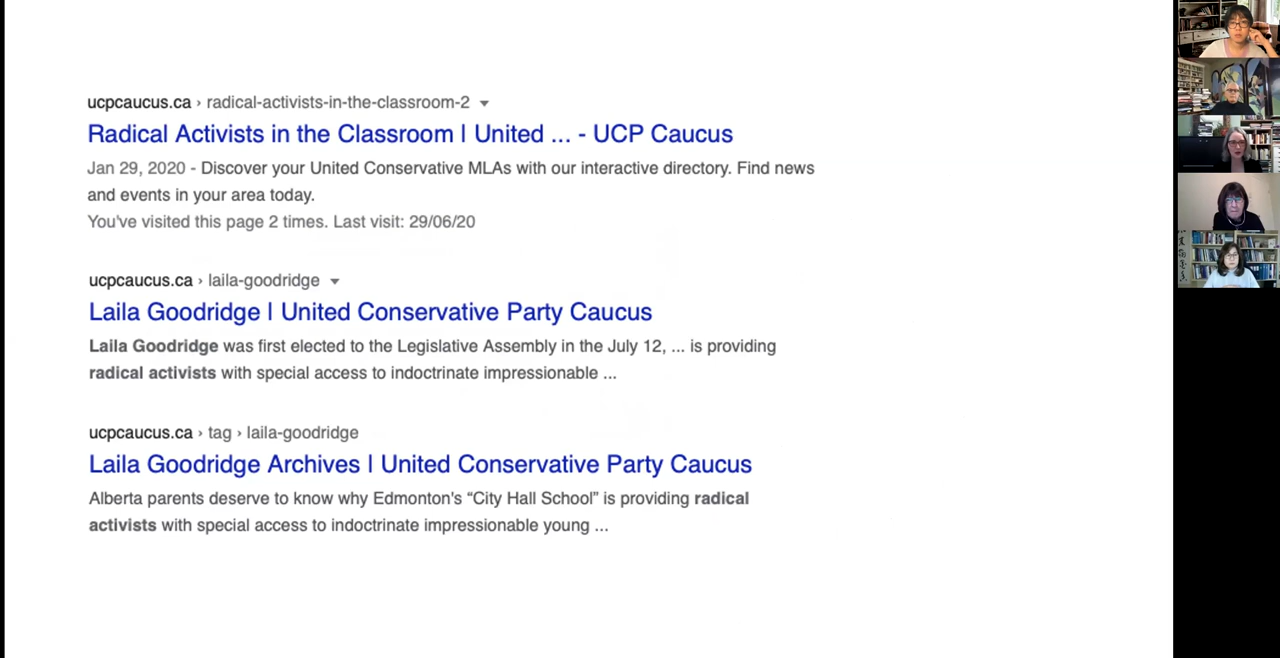 ucpcaucus.ca › radical-activists-in-the-classroom-2
Radical Activists in the Classroom | United ... - UCP Caucus
Jan 29, 2020 - Discover your United Conservative MLAs with our interactive directory. Find news
and events in your area today.
You've visited this page 2 times. Last visit: 29/06/20
ucpcaucus.ca › laila-goodridge
Laila Goodridge | United Conservative Party Caucus
Laila Goodridge was first elected to the Legislative Assembly in the July 12, ... is providing
radical activists with special access to indoctrinate impressionable ...
ucpcaucus.ca › tag › laila-goodridge
Laila Goodridge Archives | United Conservative Party Caucus
Alberta parents deserve to know why Edmonton's “City Hall School” is providing radical
activists with special access to indoctrinate impressionable young ...